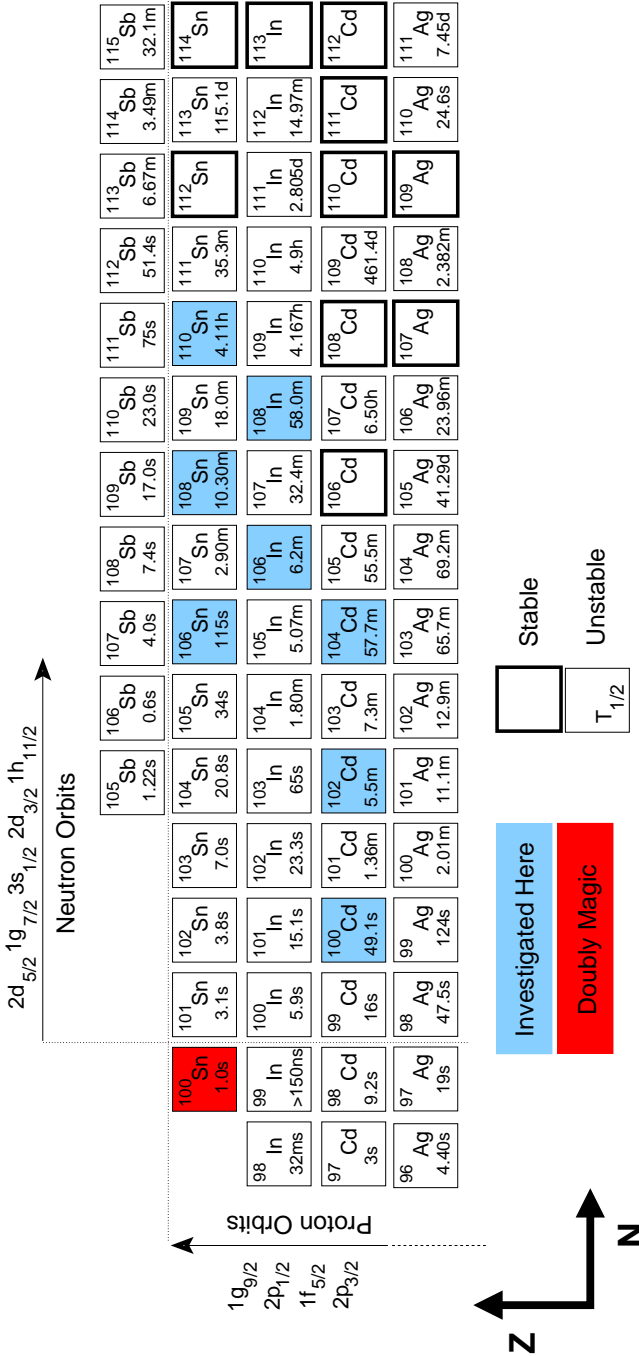 2d5/2 1g7/2 3s1/2 2d3/2 1h11/2
Neutron Orbits
105Sb 106Sb 107Sb 108Sb 109Sb 110Sb 111Sb 112Sb 113Sb 114Sb 115Sb
1.22s 0.6s 4.0s 7.4s 17.0s 23.0s 75s 51.4s 6.67m 3.49m 32.1m
100Sn 101Sn 102Sn 103Sn 104Sn 105Sn 106Sn 107Sn 108Sn 109Sn 110Sn 111Sn 112Sn 113Sn 114Sn
1.0s 3.1s 3.8s 7.0s 20.8s 34s 115s 2.90m 10.30m 18.0m 4.11h 35.3m 115.1d
98In 99In 100In 101In 102In 103In 104In 105In 106In 107In 108In 109In 110In 111In 112In 113In
32ms >150ns 5.9s 15.1s 23.3s 65s 1.80m 5.07m 6.2m 32.4m 58.0m 4.167h 4.9h 2.805d 14.97m
97Cd 98Cd 99Cd 100Cd 101Cd 102Cd 103Cd 104Cd 105Cd 106Cd 107Cd 108Cd 109Cd 110Cd 111Cd 112Cd
3s 9.2s 16s 49.1s 1.36m 5.5m 7.3m 57.7m 55.5m 6.50h 461.4d
96Ag 97Ag 98Ag 99Ag 100Ag 101Ag 102Ag 103Ag 104Ag 105Ag 106Ag 107Ag 108Ag 109Ag 110Ag 111Ag
4.40s 19s 47.5s 124s 2.01m 11.1m 12.9m 65.7m 69.2m 41.29d 23.96m 2.382m 24.6s 7.45d
1g9/2
2p1/2
1f5/2
2p3/2
Proton Orbits
Z
N
Investigated Here
Doubly Magic
Stable
T1/2
Unstable